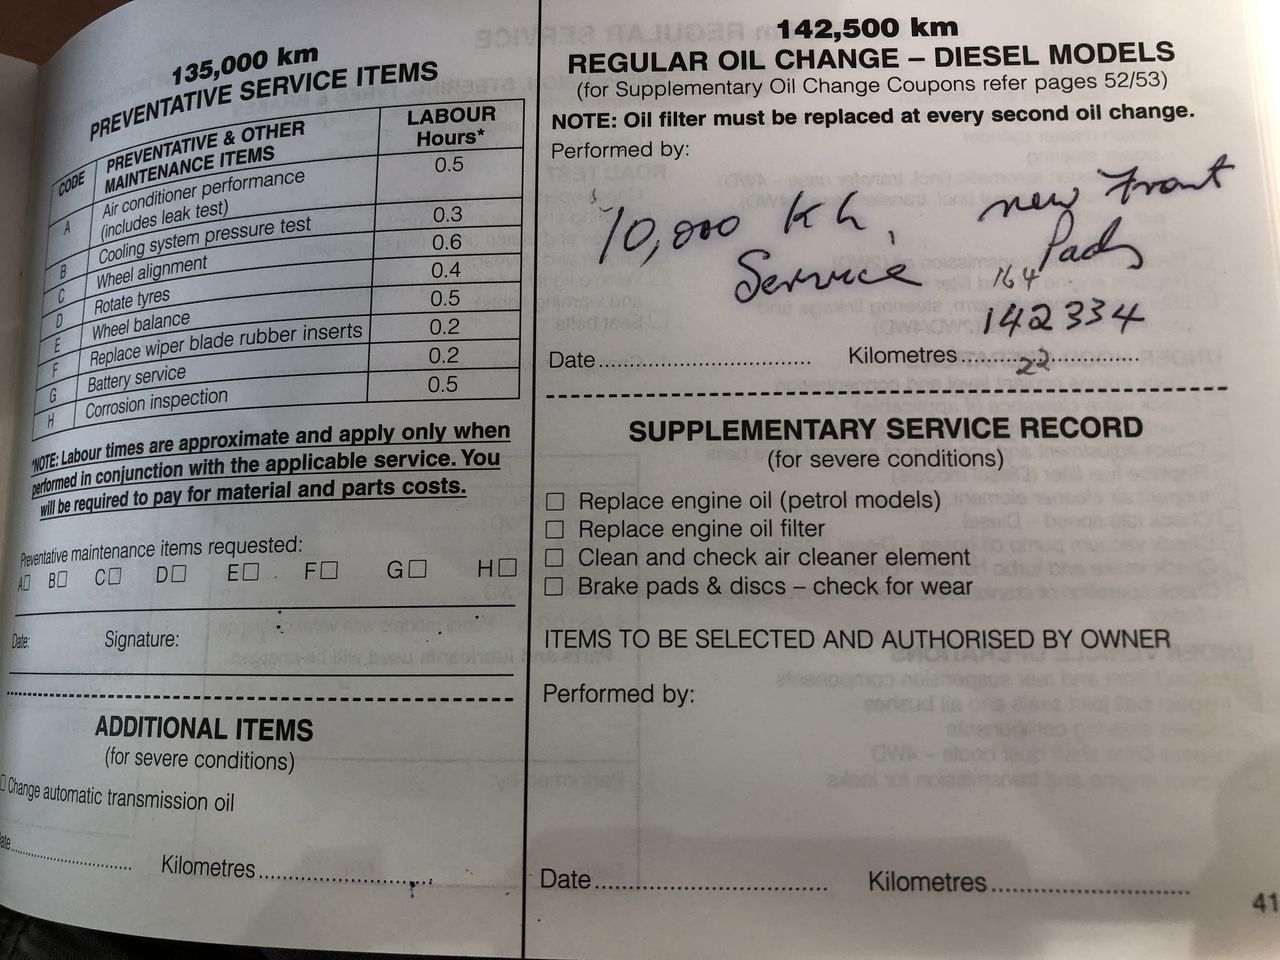 135,000 km
PREVENTATIVE SERVICE ITEMS
CODE PREVENTATIVE & OTHER MAINTENANCE ITEMS LABOUR Hours*
A Air conditioner performance (includes leak test) 0.5
B Cooling system pressure test 0.3
C Wheel alignment 0.6
D Rotate tyres 0.4
E Wheel balance 0.5
F Replace wiper blade rubber inserts 0.2
G Battery service 0.2
H Corrosion inspection 0.5
*NOTE: Labour times are approximate and apply only when
performed in conjunction with the applicable service. You
will be required to pay for material and parts costs.
Preventative maintenance items requested:
A B C D E F G H
Date: Signature:
ADDITIONAL ITEMS
(for severe conditions)
Change automatic transmission oil
Kilometres
142,500 km
REGULAR OIL CHANGE – DIESEL MODELS
(for Supplementary Oil Change Coupons refer pages 52/53)
NOTE: Oil filter must be replaced at every second oil change.
Performed by:
10,000 new Front
Service Pads
164
142334
Date Kilometres
22
SUPPLEMENTARY SERVICE RECORD
(for severe conditions)
Replace engine oil (petrol models)
Replace engine oil filter
Clean and check air cleaner element
Brake pads & discs – check for wear
ITEMS TO BE SELECTED AND AUTHORISED BY OWNER
Performed by:
Date Kilometres
41